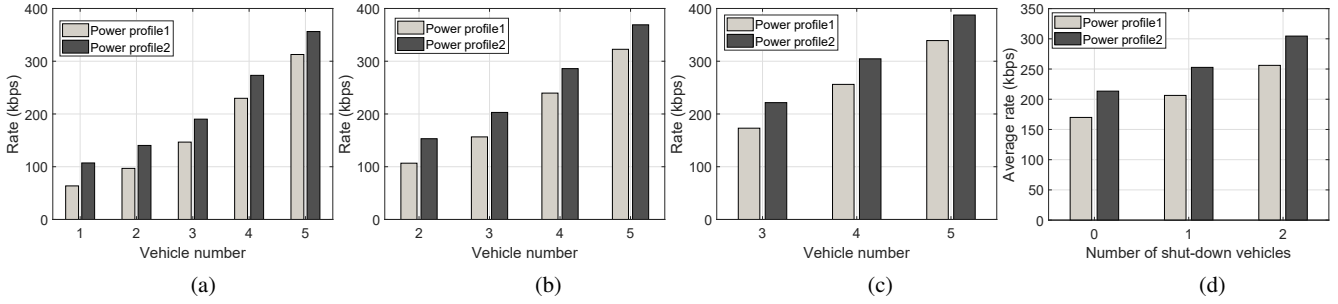 400
300
200
100
0
Rate (kbps)
Power profile1
Power profile2
1 2 3 4 5
Vehicle number
(a)
400
300
200
100
0
Rate (kbps)
Power profile1
Power profile2
2 3 4 5
Vehicle number
(b)
400
300
200
100
0
Rate (kbps)
Power profile1
Power profile2
3 4 5
Vehicle number
(c)
350
300
250
200
150
100
50
0
Average rate (kbps)
Power profile1
Power profile2
0 1 2
Number of shut-down vehicles
(d)